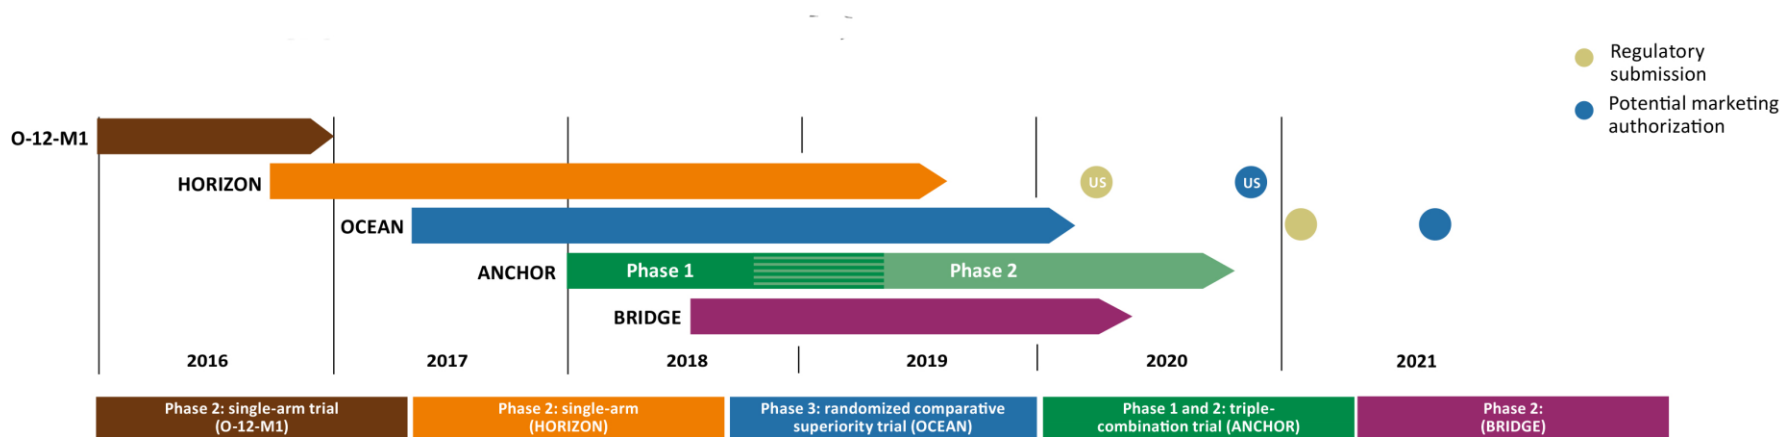 Regulatory
submission
Potential marketing
authorization
O-12-M1
HORIZON
US
US
OCEAN
ANCHOR
Phase 1
Phase 2
BRIDGE
2016
2017
2018
2019
2020
2021
Phase 2: single-arm trial
(O-12-M1)
Phase 2: single-arm
(HORIZON)
Phase 3: randomized comparative
superiority trial (OCEAN)
Phase 1 and 2: triple-
combination trial (ANCHOR)
Phase 2:
(BRIDGE)